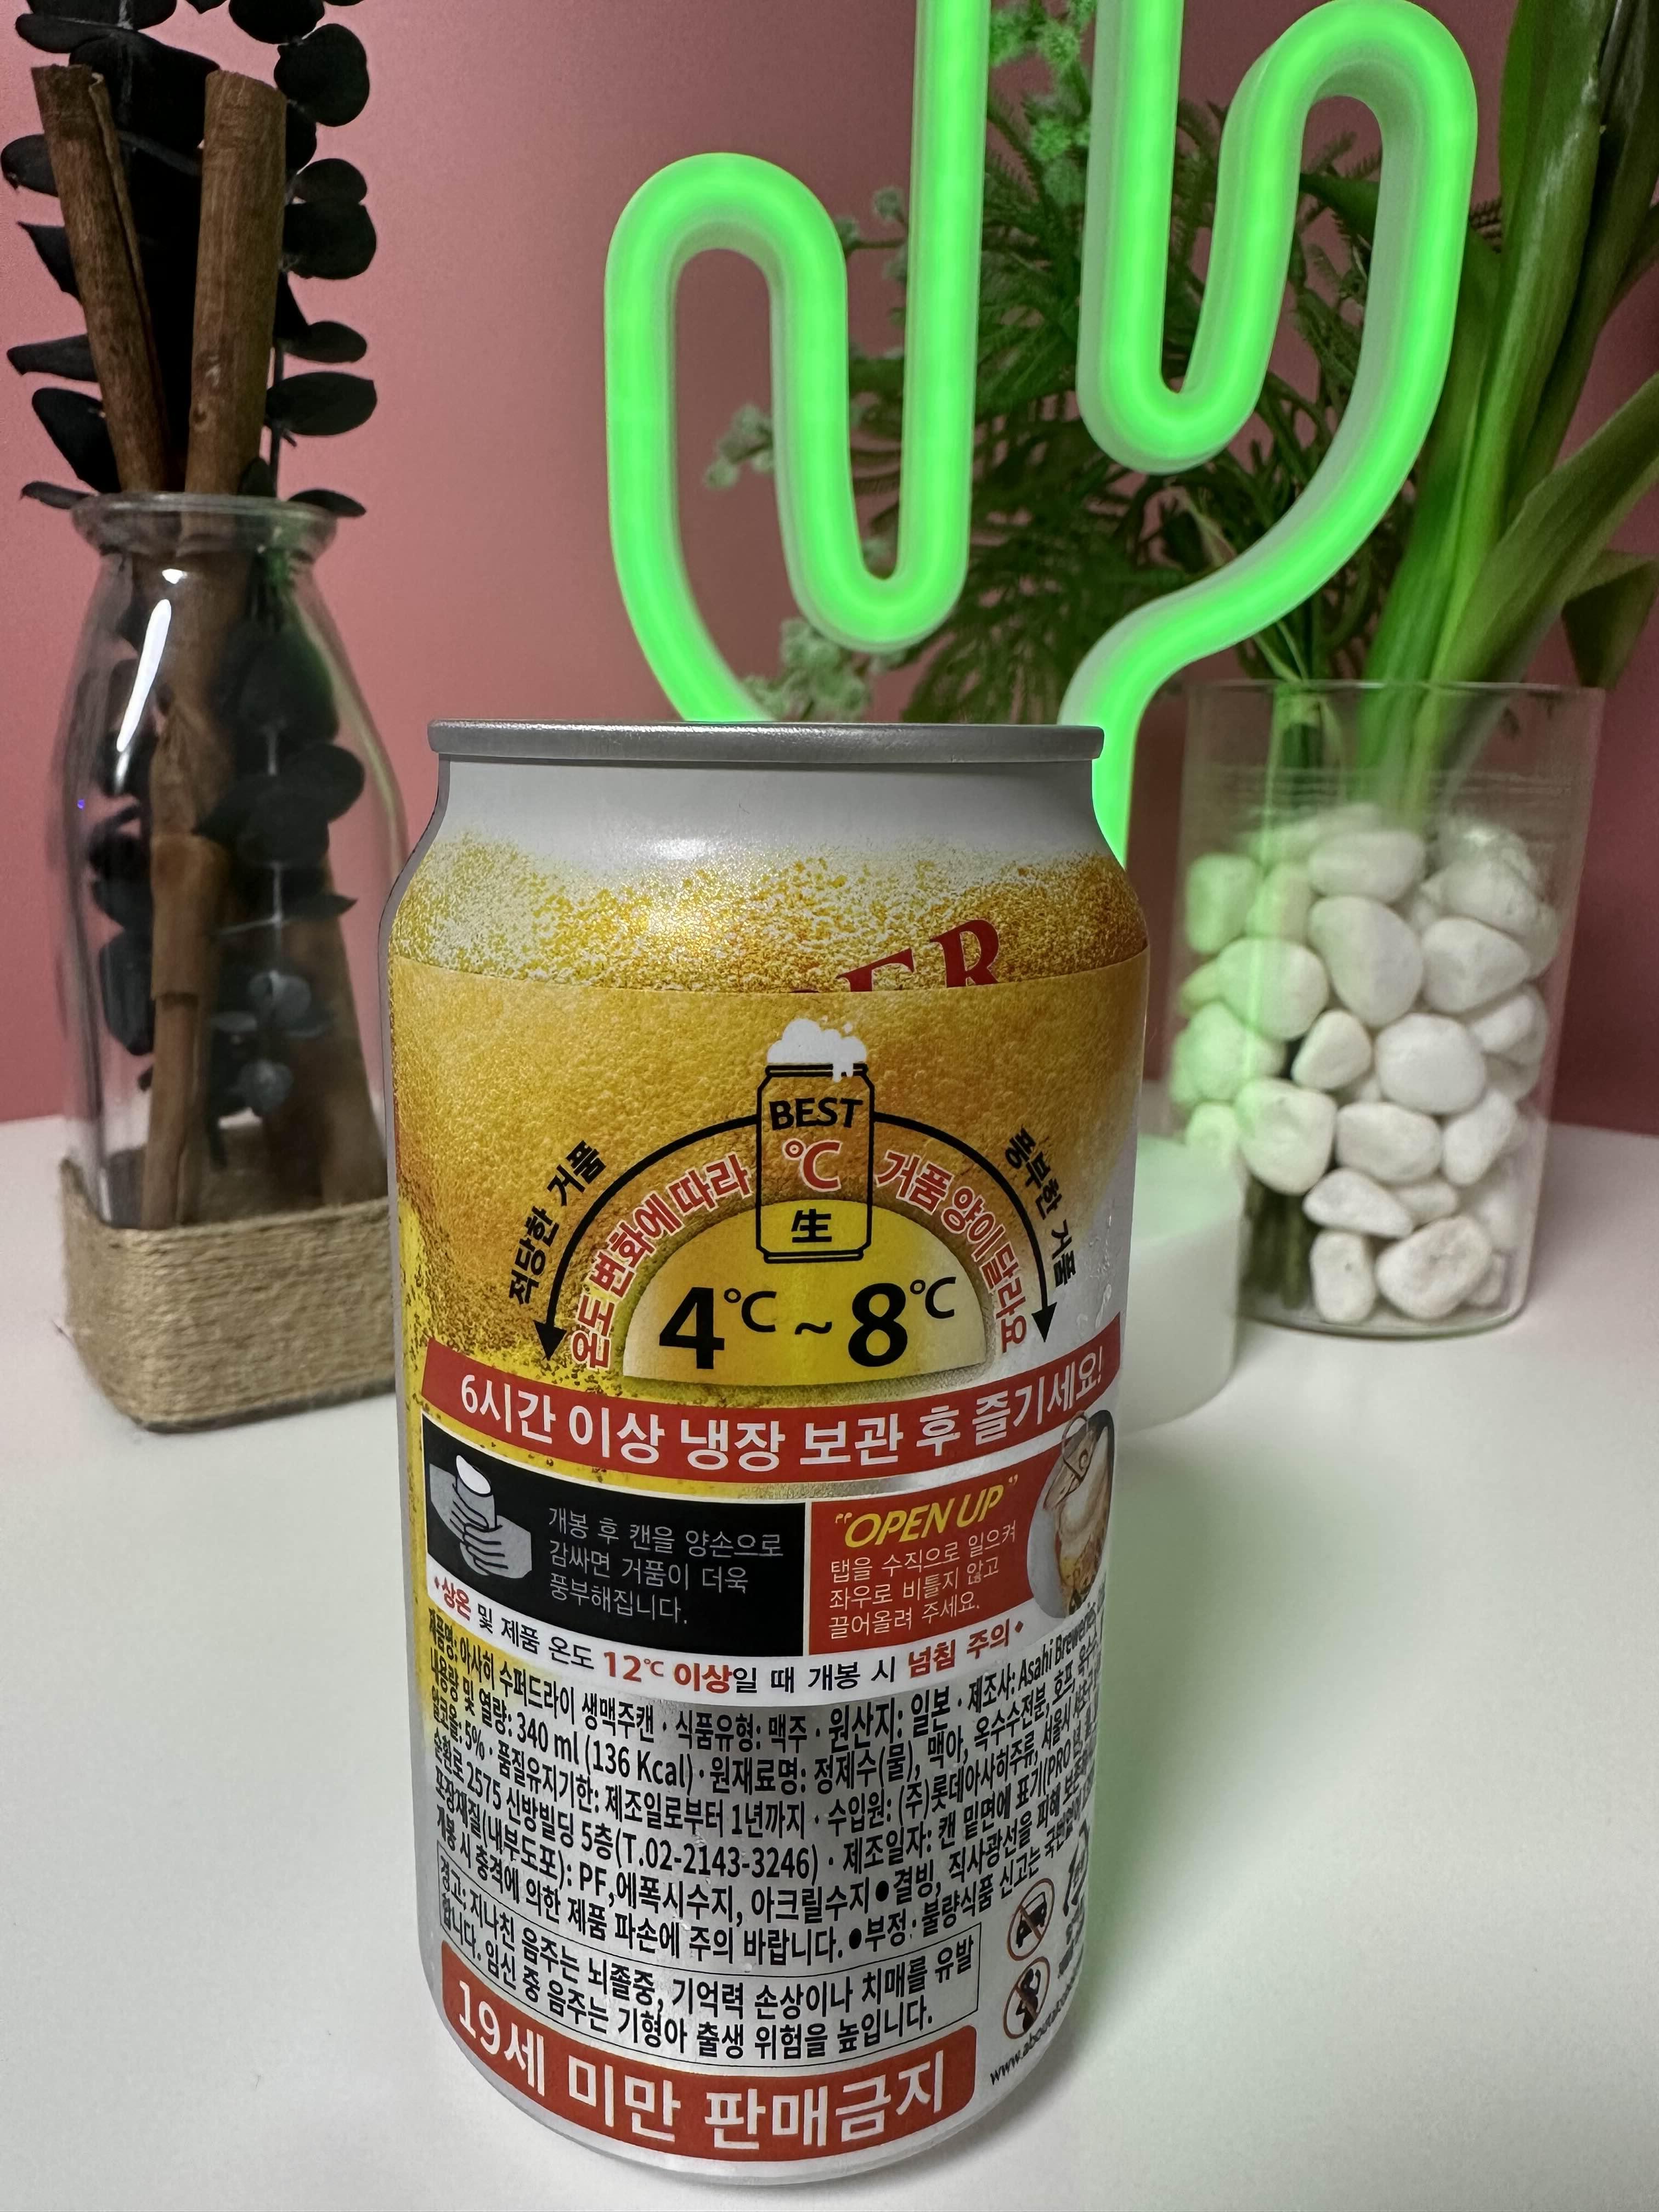 BEER
BEST
℃
生
적당한 거품
풍부한 거품
온도 변화에 따라
거품 양이 달라요
4℃~8℃
6시간 이상 냉장 보관 후 즐기세요!
개봉 후 캔을 양손으로
감싸면 거품이 더욱
풍부해집니다.
"OPEN UP"
탭을 수직으로 일으켜
좌우로 비틀지 않고
끌어올려 주세요.
◆상온 및 제품 온도 12℃ 이상일 때 개봉 시 넘침 주의◆
제품명: 아사히 수퍼드라이 생맥주캔 · 식품유형: 맥주 · 원산지: 일본 · 제조사: Asahi Breweries
내용량 및 열량: 340 ml (136 Kcal) · 원재료명: 정제수(물), 맥아, 옥수수전분, 호프,
알코올: 5% · 품질유지기한: 제조일로부터 1년까지 · 수입원: (주)롯데아사히주류, 서울시
순환로 2575 신방빌딩 5층(T.02-2143-3246) · 제조일자: 캔 밑면에 표기(PRO
포장재질(내부도포): PF,에폭시수지, 아크릴수지 ●결빙, 직사광선을 피해
개봉 시 충격에 의한 제품 파손에 주의 바랍니다. ●부정·불량식품 신고는 국번없이
경고: 지나친 음주는 뇌졸중, 기억력 손상이나 치매를 유발
합니다. 임신 중 음주는 기형아 출생 위험을 높입니다.
19세 미만 판매금지